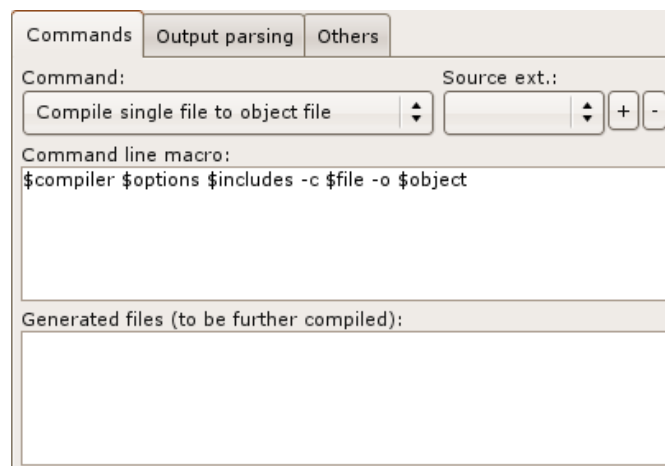 Commands Output parsing Others
Command: Source ext.:
Compile single file to object file + -
Command line macro:
$compiler $options $includes -c $file -o $object
Generated files (to be further compiled):